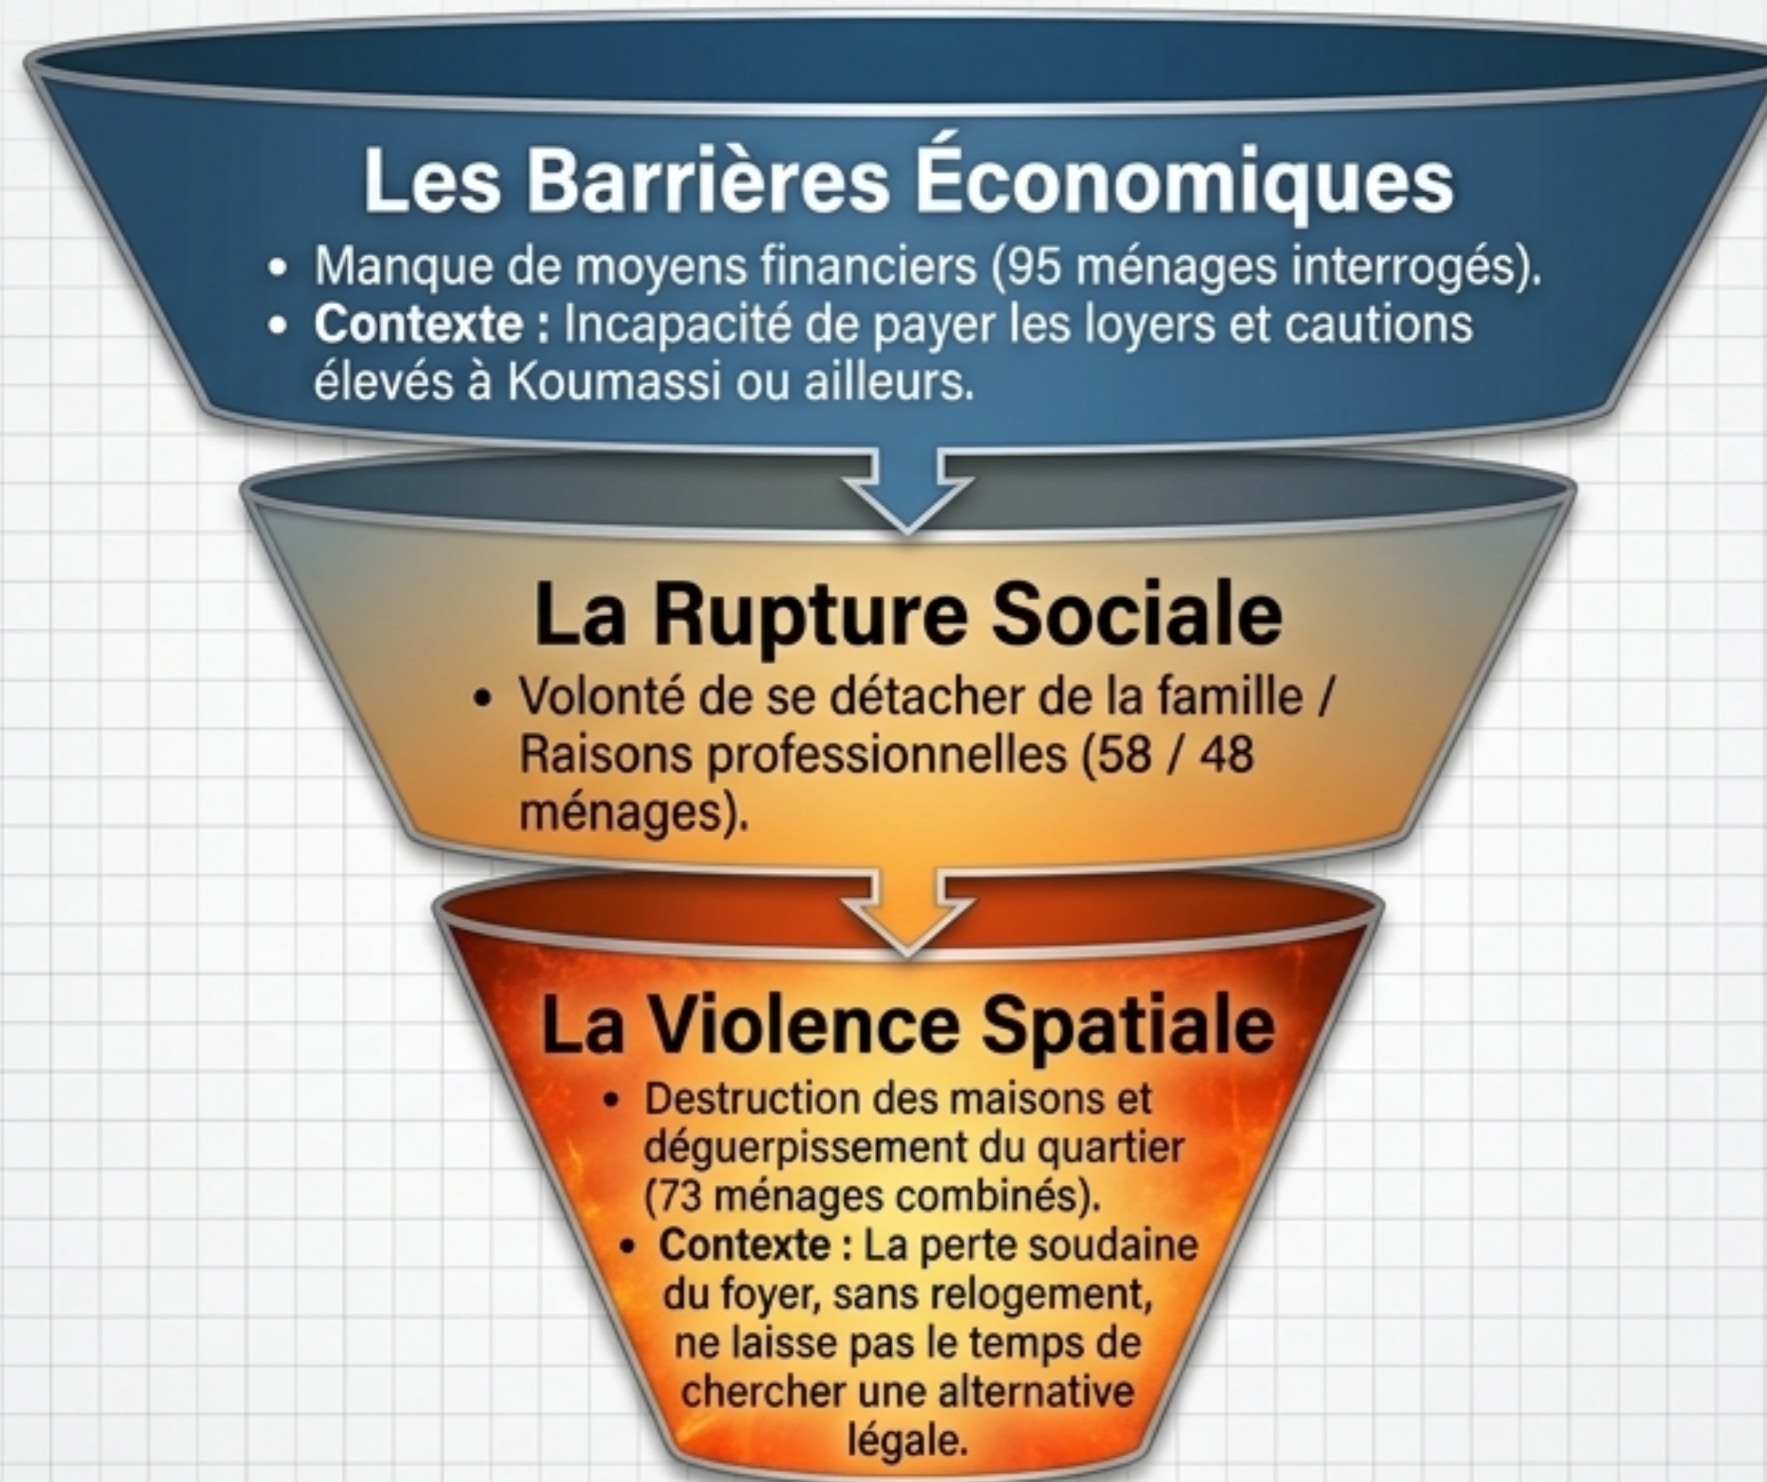 Les Barrières Économiques
• Manque de moyens financiers (95 ménages interrogés).
• Contexte : Incapacité de payer les loyers et cautions
élevés à Koumassi ou ailleurs.
La Rupture Sociale
• Volonté de se détacher de la famille /
Raisons professionnelles (58 / 48
ménages).
La Violence Spatiale
• Destruction des maisons et
déguerpissement du quartier
(73 ménages combinés).
• Contexte : La perte soudaine
du foyer, sans relogement,
ne laisse pas le temps de
chercher une alternative
légale.